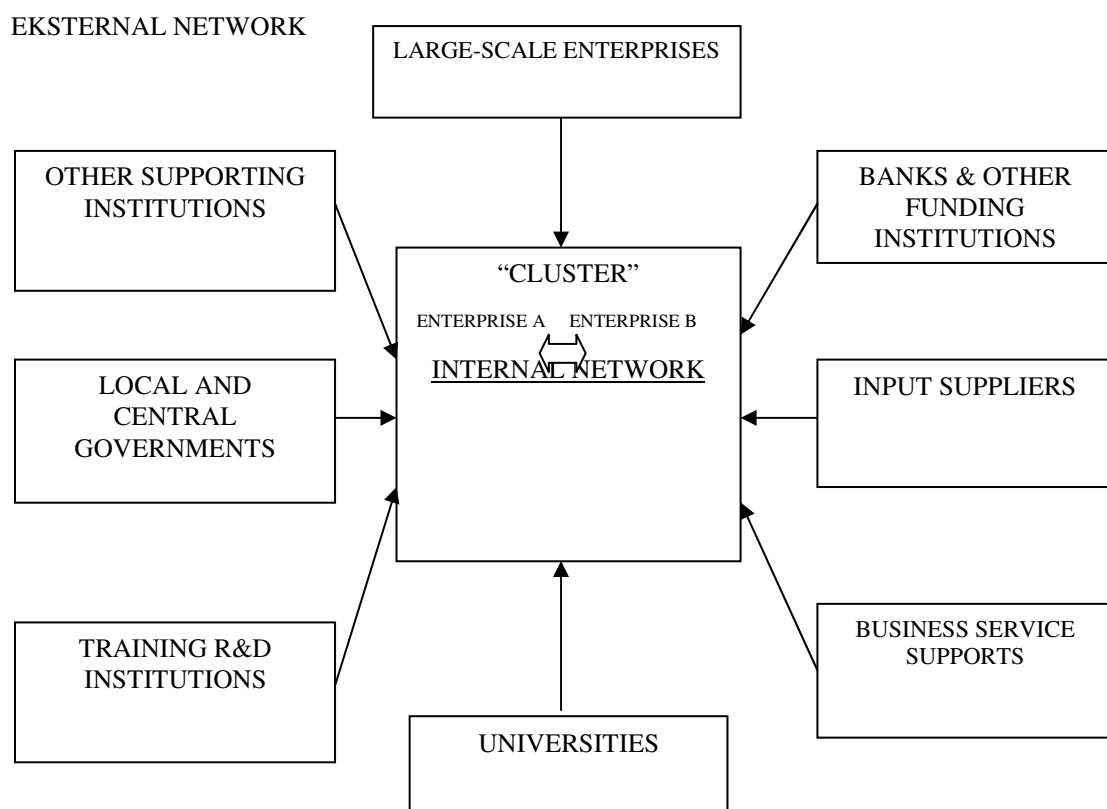 EKSTERNAL NETWORK
LARGE-SCALE ENTERPRISES
OTHER SUPPORTING
INSTITUTIONS
BANKS & OTHER
FUNDING
INSTITUTIONS
“CLUSTER”
ENTERPRISE A ENTERPRISE B
INTERNAL NETWORK
LOCAL AND
CENTRAL
GOVERNMENTS
INPUT SUPPLIERS
TRAINING R&D
INSTITUTIONS
BUSINESS SERVICE
SUPPORTS
UNIVERSITIES